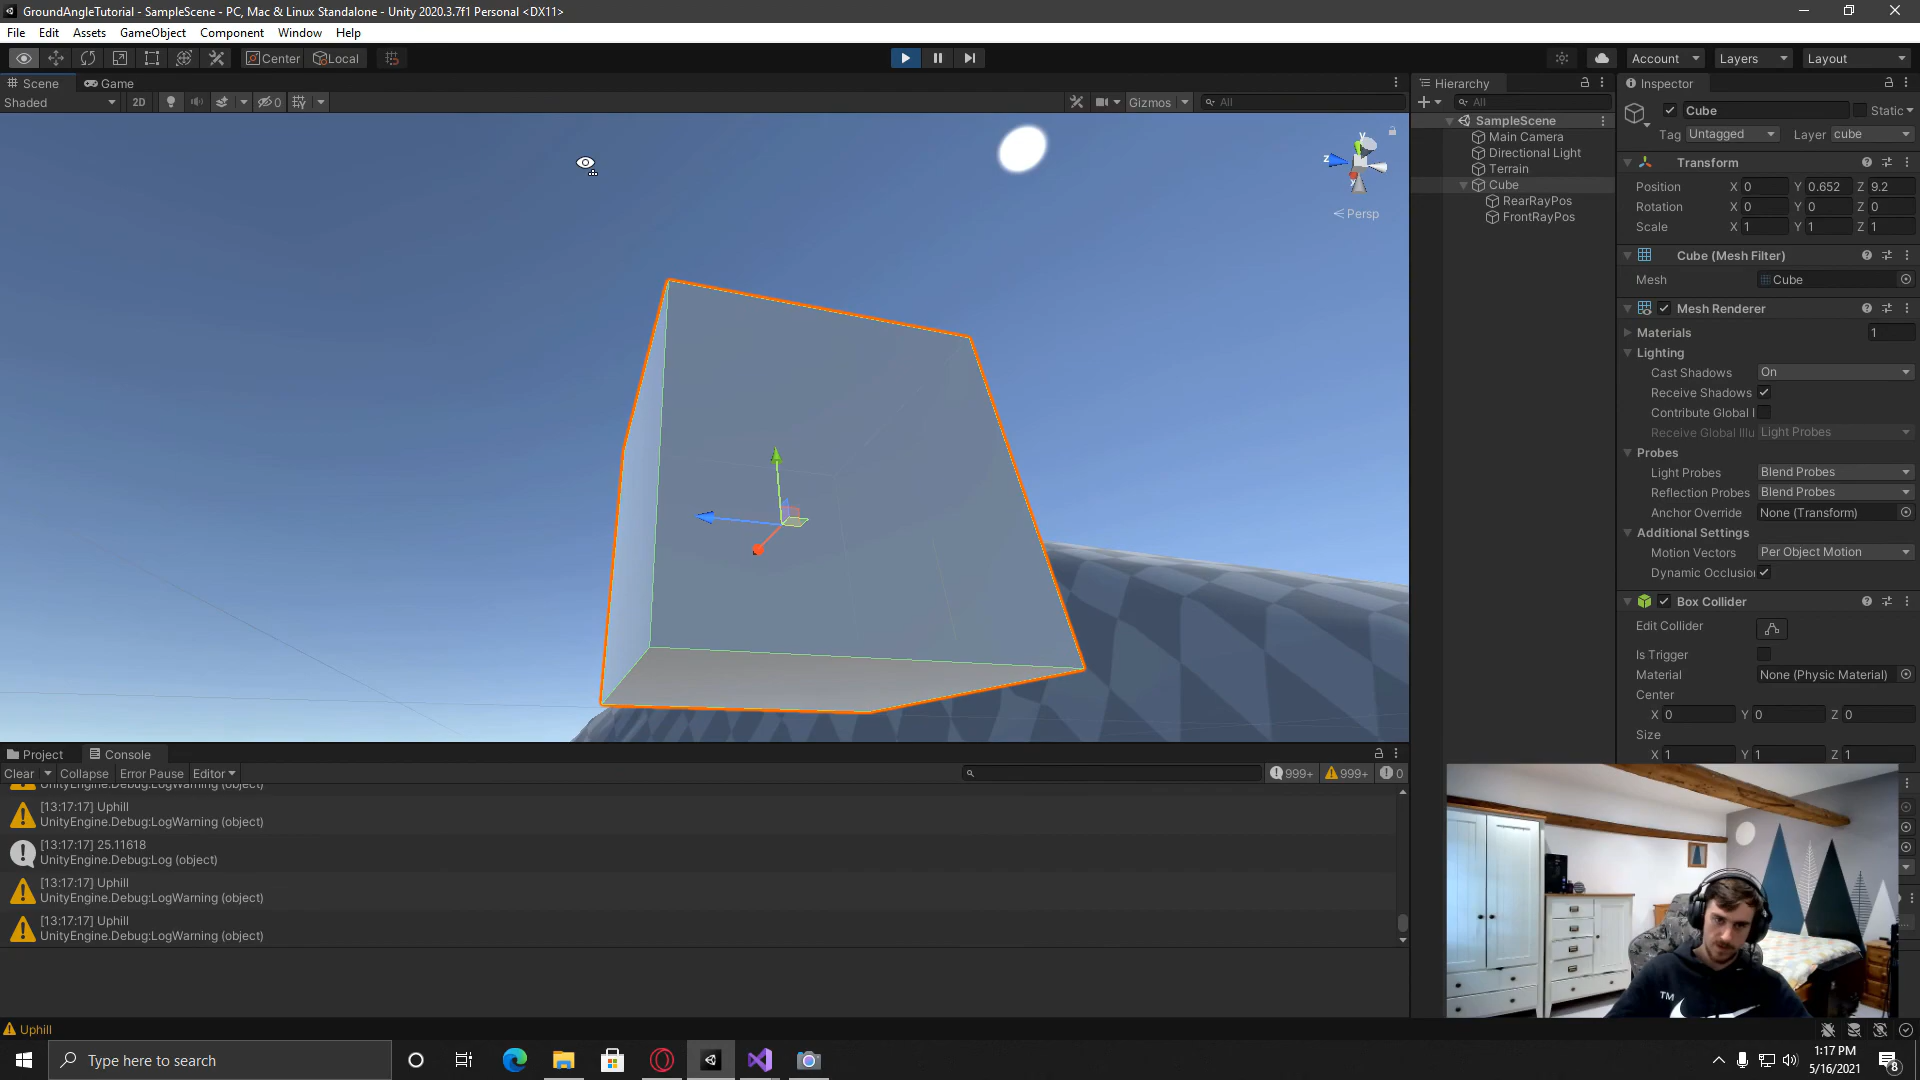 GroundAngleTutorial - SampleScene - PC, Mac & Linux Standalone - Unity 2020.3.7f1 Personal <DX11>
File Edit Assets GameObject Component Window Help
Center Local Account Layers Layout
Scene Game
Shaded 2D 0 Gizmos All
y
z
Persp
Hierarchy
All
SampleScene
Main Camera
Directional Light
Terrain
Cube
RearRayPos
FrontRayPos
Inspector
Cube Static
Tag Untagged Layer cube
Transform
Position X 0 Y 0.652 Z 9.2
Rotation X 0 Y 0 Z 0
Scale X 1 Y 1 Z 1
Cube (Mesh Filter)
Mesh Cube
Mesh Renderer
Materials 1
Lighting
Cast Shadows On
Receive Shadows
Contribute Global I
Receive Global Illu Light Probes
Probes
Light Probes Blend Probes
Reflection Probes Blend Probes
Anchor Override None (Transform)
Additional Settings
Motion Vectors Per Object Motion
Dynamic Occlusio
Box Collider
Edit Collider
Is Trigger
Material None (Physic Material)
Center
X 0 Y 0 Z 0
Size
X 1 Y 1 Z 1
Project Console
Clear Collapse Error Pause Editor 999+ 999+ 0
UnityEngine.Debug:LogWarning (object)
[13:17:17] Uphill
UnityEngine.Debug:LogWarning (object)
[13:17:17] 25.11618
UnityEngine.Debug:Log (object)
[13:17:17] Uphill
UnityEngine.Debug:LogWarning (object)
[13:17:17] Uphill
UnityEngine.Debug:LogWarning (object)
Uphill
TM
Type here to search
1:17 PM
5/16/2021
8